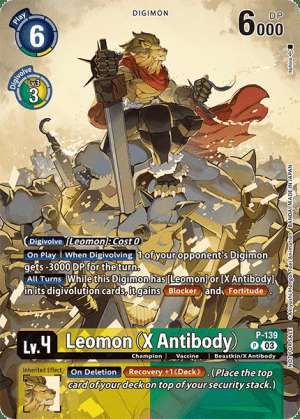 DIGIMON
Play
6
DP
6000
Digivolve
Lv.3
3
Digivolve [Leomon]: Cost 0
On Play When Digivolving 1 of your opponent's Digimon
gets -3000 DP for the turn.
All Turns While this Digimon has [Leomon] or [X Antibody]
in its digivolution cards, it gains Blocker and Fortitude.
Lv.4
Leomon (X Antibody)
P-139
P 03
Champion
Vaccine
Beastkin/X Antibody
Inherited Effect
On Deletion Recovery +1 (Deck) (Place the top
card of your deck on top of your security stack.)